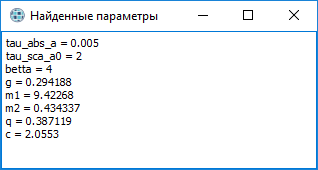 Найденные параметры
tau_abs_a = 0.005
tau_sca_a0 = 2
betta = 4
g = 0.294188
m1 = 9.42268
m2 = 0.434337
q = 0.387119
c = 2.0553